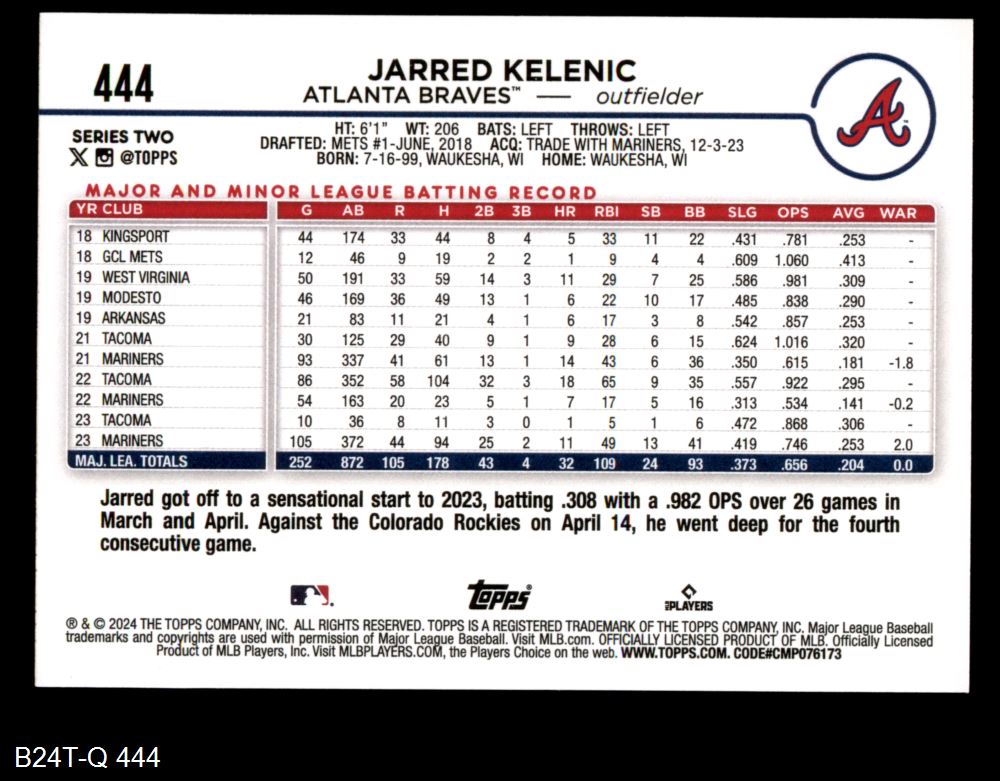 444
JARRED KELENIC
ATLANTA BRAVES™ — outfielder
A
SERIES TWO
@TOPPS
HT: 6'1" WT: 206 BATS: LEFT THROWS: LEFT
DRAFTED: METS #1-JUNE, 2018 ACQ: TRADE WITH MARINERS, 12-3-23
BORN: 7-16-99, WAUKESHA, WI HOME: WAUKESHA, WI
MAJOR AND MINOR LEAGUE BATTING RECORD
YR CLUB G AB R H 2B 3B HR RBI SB BB SLG OPS AVG WAR
18 KINGSPORT 44 174 33 44 8 4 5 33 11 22 .431 .781 .253 -
18 GCL METS 12 46 9 19 2 2 1 9 4 4 .609 1.060 .413 -
19 WEST VIRGINIA 50 191 33 59 14 3 11 29 7 25 .586 .981 .309 -
19 MODESTO 46 169 36 49 13 1 6 22 10 17 .485 .838 .290 -
19 ARKANSAS 21 83 11 21 4 1 6 17 3 8 .542 .857 .253 -
21 TACOMA 30 125 29 40 9 1 9 28 6 15 .624 1.016 .320 -
21 MARINERS 93 337 41 61 13 1 14 43 6 36 .350 .615 .181 -1.8
22 TACOMA 86 352 58 104 32 3 18 65 9 35 .557 .922 .295 -
22 MARINERS 54 163 20 23 5 1 7 17 5 16 .313 .534 .141 -0.2
23 TACOMA 10 36 8 11 3 0 1 5 1 6 .472 .868 .306 -
23 MARINERS 105 372 44 94 25 2 11 49 13 41 .419 .746 .253 2.0
MAJ. LEA. TOTALS 252 872 105 178 43 4 32 109 24 93 .373 .656 .204 0.0
Jarred got off to a sensational start to 2023, batting .308 with a .982 OPS over 26 games in
March and April. Against the Colorado Rockies on April 14, he went deep for the fourth
consecutive game.
Topps®
MLB PLAYERS
® & © 2024 THE TOPPS COMPANY, INC. ALL RIGHTS RESERVED. TOPPS IS A REGISTERED TRADEMARK OF THE TOPPS COMPANY, INC. Major League Baseball
trademarks and copyrights are used with permission of Major League Baseball. Visit MLB.com. OFFICIALLY LICENSED PRODUCT OF MLB. Officially Licensed
Product of MLB Players, Inc. Visit MLBPLAYERS.COM, the Players Choice on the web. WWW.TOPPS.COM. CODE#CMP076173
B24T-Q 444